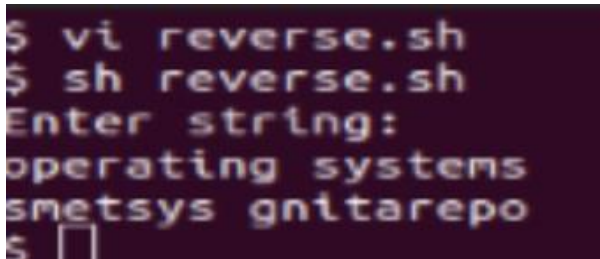 $ vi reverse.sh
$ sh reverse.sh
Enter string:
operating systems
smetsys gnitarepo
$